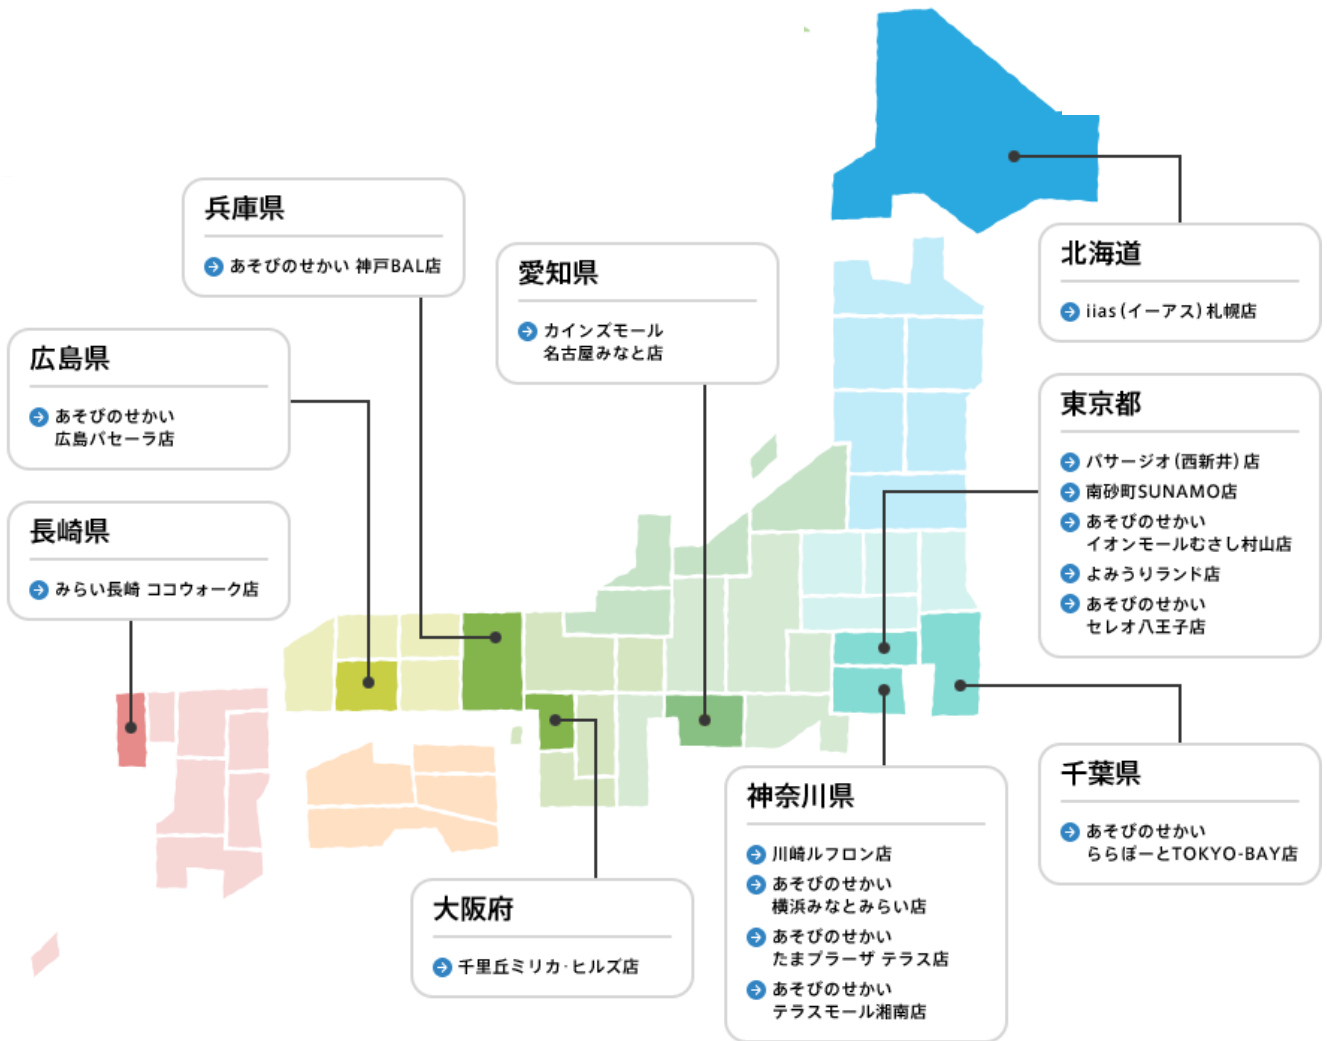 兵庫県
あそびのせかい 神戸BAL店
愛知県
カインズモール
名古屋みなと店
北海道
iias(イーアス)札幌店
広島県
あそびのせかい
広島パセーラ店
東京都
パサージオ(西新井)店
南砂町SUNAMO店
あそびのせかい
イオンモールむさし村山店
よみうりランド店
あそびのせかい
セレオ八王子店
長崎県
みらい長崎 ココウォーク店
千葉県
あそびのせかい
ららぽーとTOKYO-BAY店
神奈川県
川崎ルフロン店
あそびのせかい
横浜みなとみらい店
あそびのせかい
たまプラーザ テラス店
あそびのせかい
テラスモール湘南店
大阪府
千里丘ミリカ・ヒルズ店